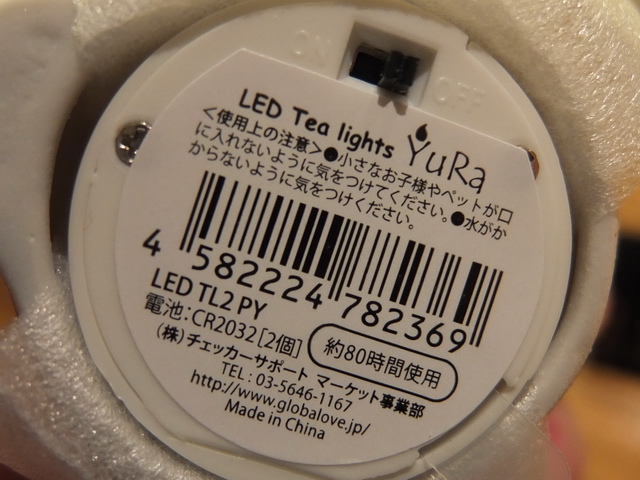 ON
OFF
LED Tea lights YuRa
<使用上の注意>●小さなお子様やペットが口
に入れないように気をつけてください。●水がか
からないように気をつけください。
4 582224 782369
LED TL2 PY
電池:CR2032[2個]
約80時間使用
(株)チェッカーサポート マーケット事業部
TEL: 03-5646-1167
http://www.globalove.jp/
Made in China